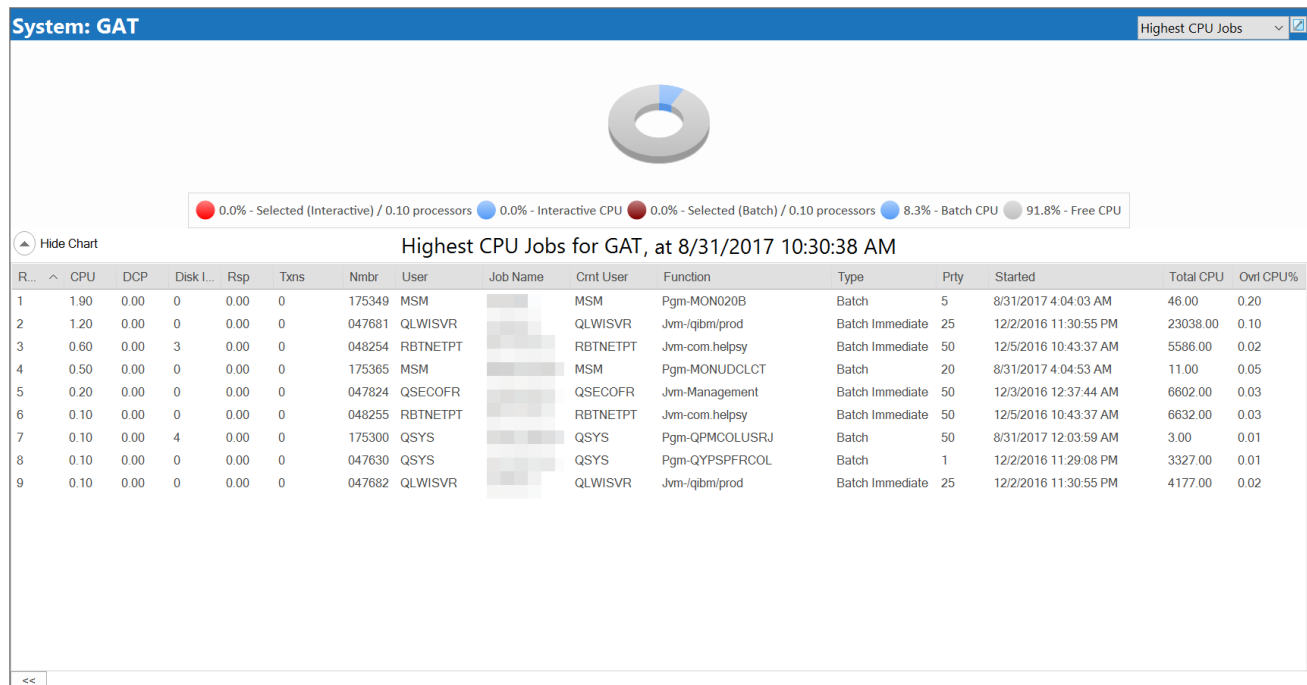 System: GAT
Highest CPU Jobs
0.0% - Selected (Interactive) / 0.10 processors 0.0% - Interactive CPU 0.0% - Selected (Batch) / 0.10 processors 8.3% - Batch CPU 91.8% - Free CPU
Hide Chart
Highest CPU Jobs for GAT, at 8/31/2017 10:30:38 AM
R... CPU DCP Disk I... Rsp Txns Nmbr User Job Name Crnt User Function Type Prty Started Total CPU Ovrl CPU%
1 1.90 0.00 0 0.00 0 175349 MSM MSM Pgm-MON020B Batch 5 8/31/2017 4:04:03 AM 46.00 0.20
2 1.20 0.00 0 0.00 0 047681 QLWISVR QLWISVR Jvm-/qibm/prod Batch Immediate 25 12/2/2016 11:30:55 PM 23038.00 0.10
3 0.60 0.00 3 0.00 0 048254 RBTNETPT RBTNETPT Jvm-com.helpsy Batch Immediate 50 12/5/2016 10:43:37 AM 5586.00 0.02
4 0.50 0.00 0 0.00 0 175365 MSM MSM Pgm-MONUDCLCT Batch 20 8/31/2017 4:04:53 AM 11.00 0.05
5 0.20 0.00 0 0.00 0 047824 QSECOFR QSECOFR Jvm-Management Batch Immediate 50 12/3/2016 12:37:44 AM 6602.00 0.03
6 0.10 0.00 0 0.00 0 048255 RBTNETPT RBTNETPT Jvm-com.helpsy Batch Immediate 50 12/5/2016 10:43:37 AM 6632.00 0.03
7 0.10 0.00 4 0.00 0 175300 QSYS QSYS Pgm-QPMCOLUSRJ Batch 50 8/31/2017 12:03:59 AM 3.00 0.01
8 0.10 0.00 0 0.00 0 047630 QSYS QSYS Pgm-QYPSPFRCOL Batch 1 12/2/2016 11:29:08 PM 3327.00 0.01
9 0.10 0.00 0 0.00 0 047682 QLWISVR QLWISVR Jvm-/qibm/prod Batch Immediate 25 12/2/2016 11:30:55 PM 4177.00 0.02
<<